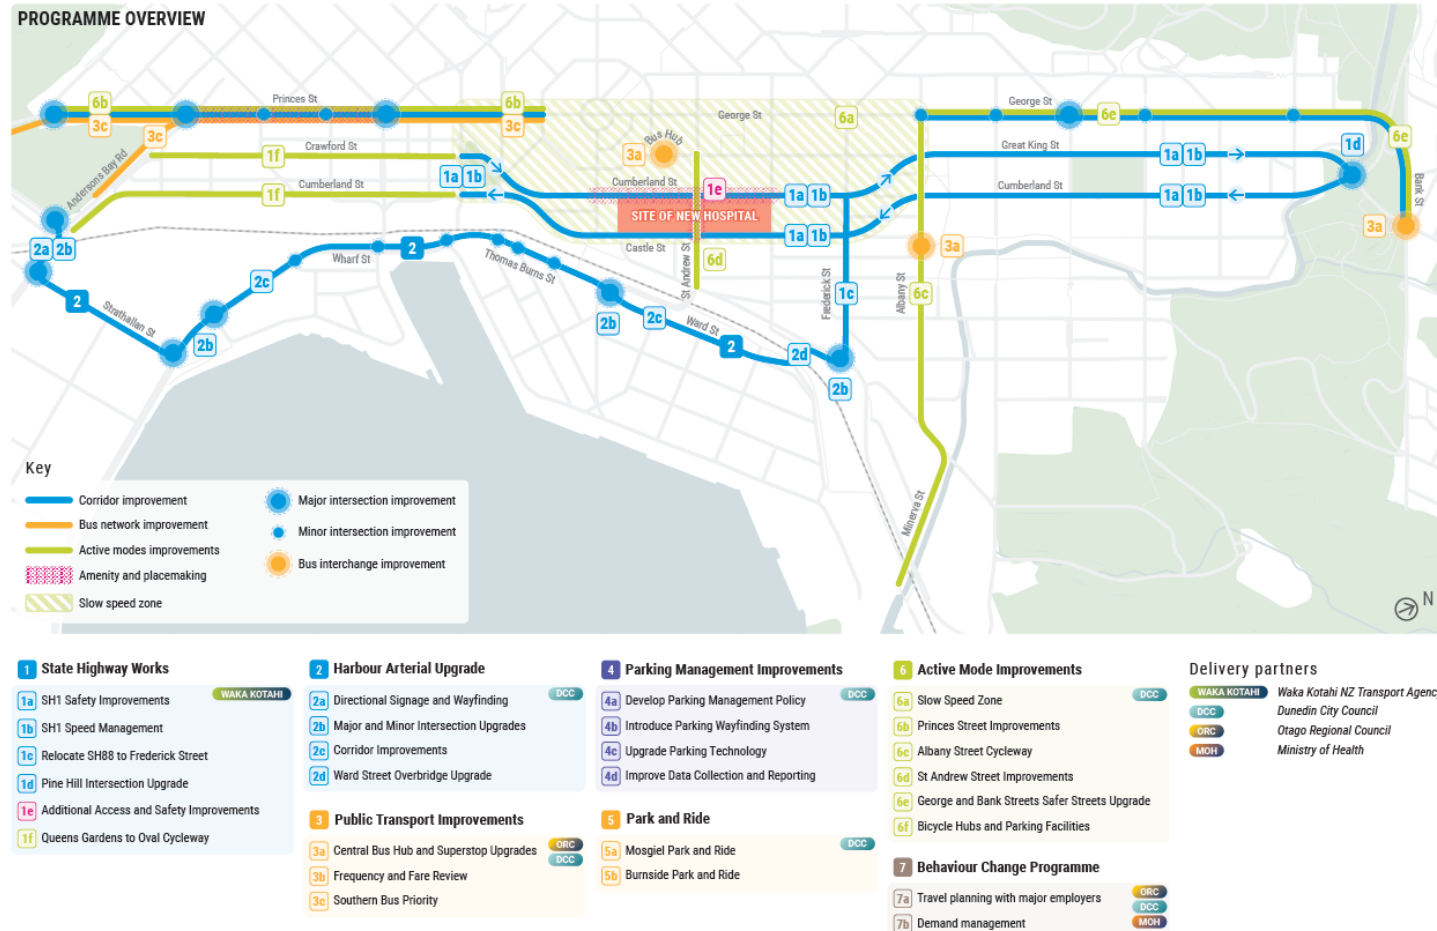 PROGRAMME OVERVIEW
6b
Princes St
6b
3c
3c
3c
George St
6a
George St
6e
6e
Bus Hub
3a
Crawford St
1f
Andersons Bay Rd
Cumberland St
1f
1a 1b
Cumberland St
1e
1a 1b
Great King St
1a 1b
1d
Cumberland St
1a 1b
Bank St
SITE OF NEW HOSPITAL
Castle St
1a 1b
3a
3a
2a 2b
2
Wharf St
2c
Thomas Burns St
St Andrew St
6d
Frederick St
1c
Albany St
6c
2
Strathallan St
2b
2b
2c
Ward St
2
2d
2b
Minerva St
N
Key
Corridor improvement
Bus network improvement
Active modes improvements
Amenity and placemaking
Slow speed zone
Major intersection improvement
Minor intersection improvement
Bus interchange improvement
1 State Highway Works
WAKA KOTAHI
1a SH1 Safety Improvements
1b SH1 Speed Management
1c Relocate SH88 to Frederick Street
1d Pine Hill Intersection Upgrade
1e Additional Access and Safety Improvements
1f Queens Gardens to Oval Cycleway
2 Harbour Arterial Upgrade
DCC
2a Directional Signage and Wayfinding
2b Major and Minor Intersection Upgrades
2c Corridor Improvements
2d Ward Street Overbridge Upgrade
3 Public Transport Improvements
ORC
DCC
3a Central Bus Hub and Superstop Upgrades
3b Frequency and Fare Review
3c Southern Bus Priority
4 Parking Management Improvements
DCC
4a Develop Parking Management Policy
4b Introduce Parking Wayfinding System
4c Upgrade Parking Technology
4d Improve Data Collection and Reporting
5 Park and Ride
DCC
5a Mosgiel Park and Ride
5b Burnside Park and Ride
6 Active Mode Improvements
DCC
6a Slow Speed Zone
6b Princes Street Improvements
6c Albany Street Cycleway
6d St Andrew Street Improvements
6e George and Bank Streets Safer Streets Upgrade
6f Bicycle Hubs and Parking Facilities
7 Behaviour Change Programme
ORC
DCC
MOH
7a Travel planning with major employers
7b Demand management
Delivery partners
WAKA KOTAHI Waka Kotahi NZ Transport Agenc
DCC Dunedin City Council
ORC Otago Regional Council
MOH Ministry of Health